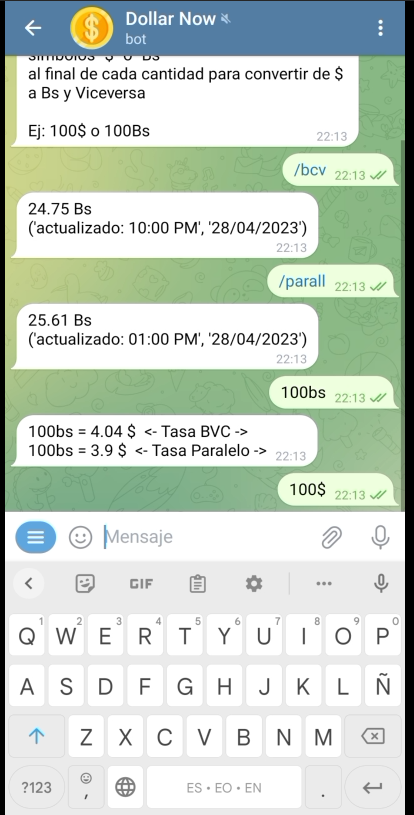 Dollar Now
bot
simbolos "$" o "Bs"
al final de cada cantidad para convertir de $
a Bs y Viceversa
Ej: 100$ o 100Bs
22:13
/bcv 22:13
24.75 Bs
('actualizado: 10:00 PM', '28/04/2023')
22:13
/parall 22:13
25.61 Bs
('actualizado: 01:00 PM', '28/04/2023')
22:13
100bs 22:13
100bs = 4.04 $ <- Tasa BVC ->
100bs = 3.9 $ <- Tasa Paralelo -> 22:13
100$ 22:13
Mensaje
GIF
Q 1 W 2 E 3 R 4 T 5 Y 6 U 7 I 8 O 9 P 0
A S D F G H J K L Ñ
Z X C V B N M
?123 , ES • EO • EN .